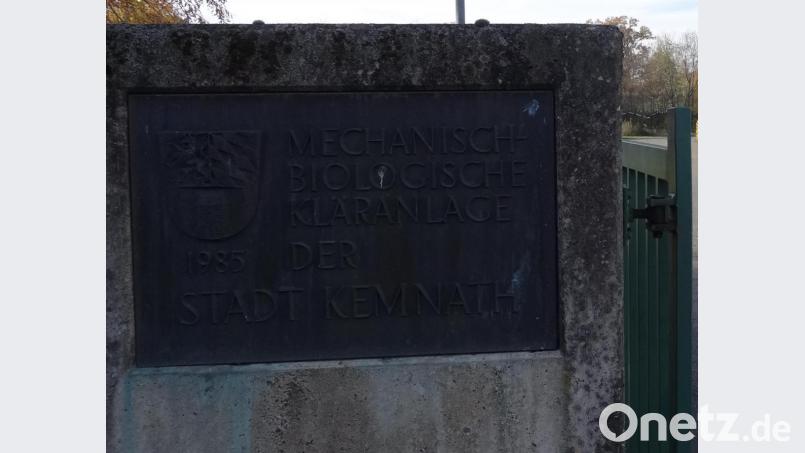 MECHANISCH-
BIOLOGISCHE
KLÄRANLAGE
1985 DER
STADT KEMNATH
Onetz.de